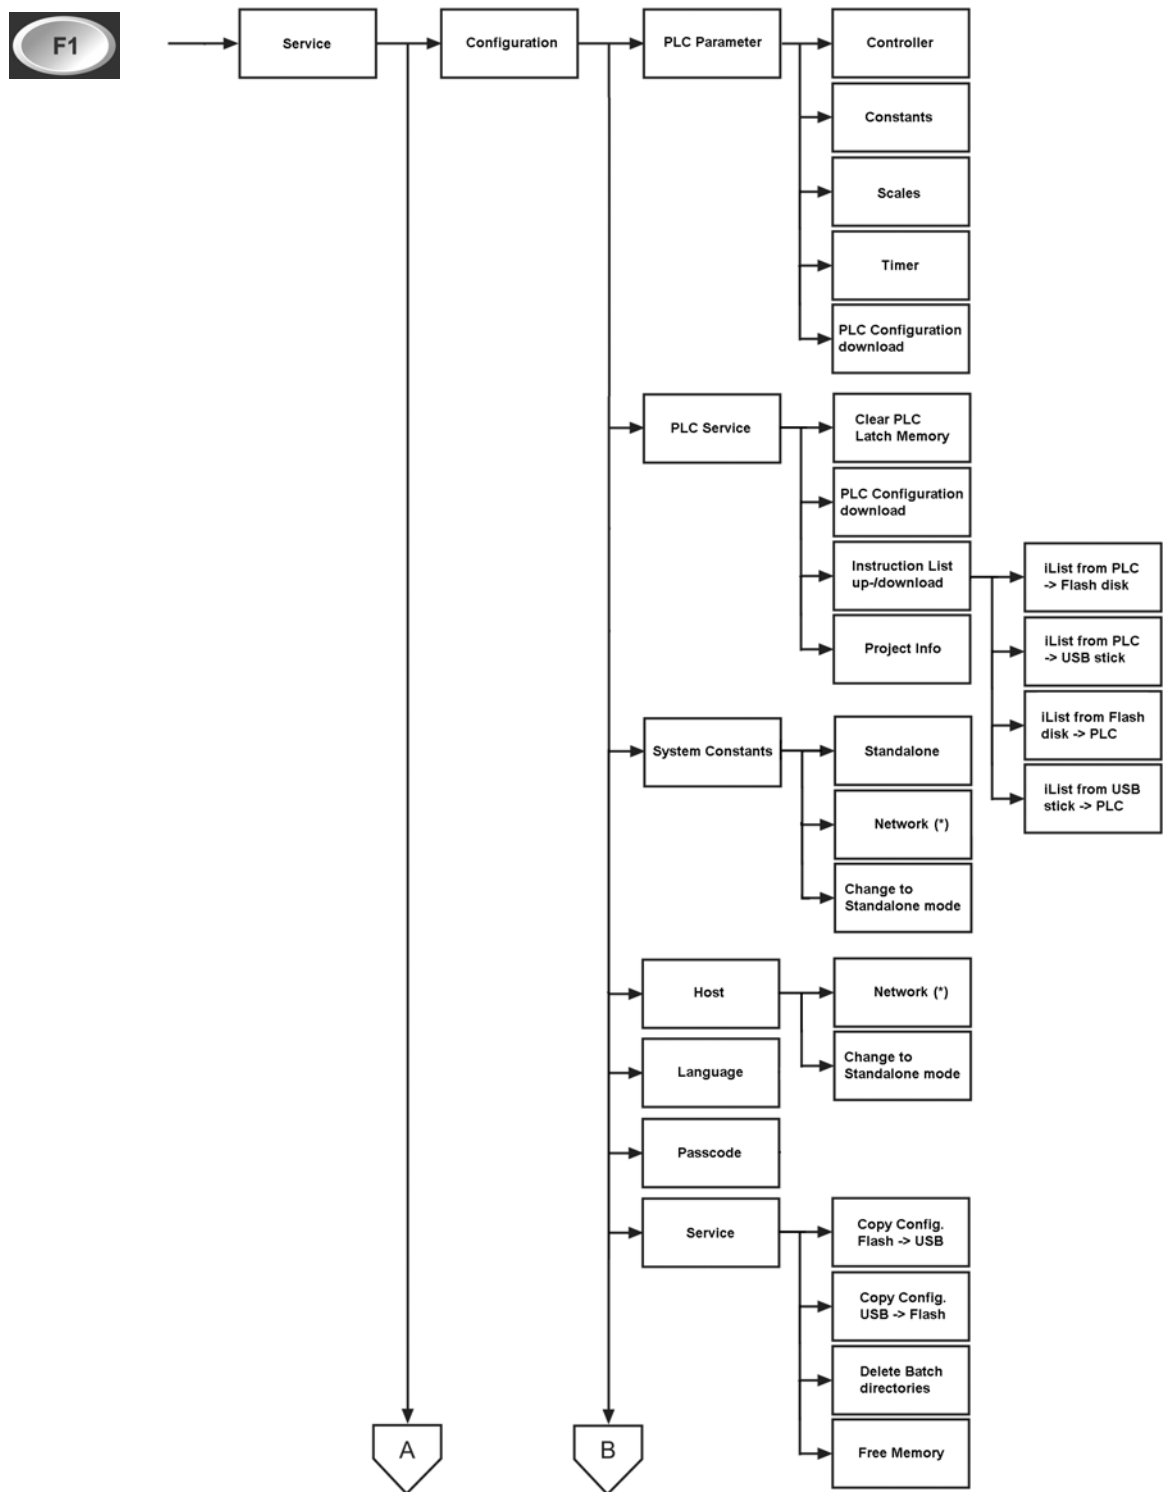 F1
Service
Configuration
PLC Parameter
Controller
Constants
Scales
Timer
PLC Configuration
download
PLC Service
Clear PLC
Latch Memory
PLC Configuration
download
Instruction List
up-/download
iList from PLC
-> Flash disk
iList from PLC
-> USB stick
iList from Flash
disk -> PLC
iList from USB
stick -> PLC
Project Info
System Constants
Standalone
Network (*)
Change to
Standalone mode
Host
Network (*)
Change to
Standalone mode
Language
Passcode
Service
Copy Config.
Flash -> USB
Copy Config.
USB -> Flash
Delete Batch
directories
Free Memory
A
B